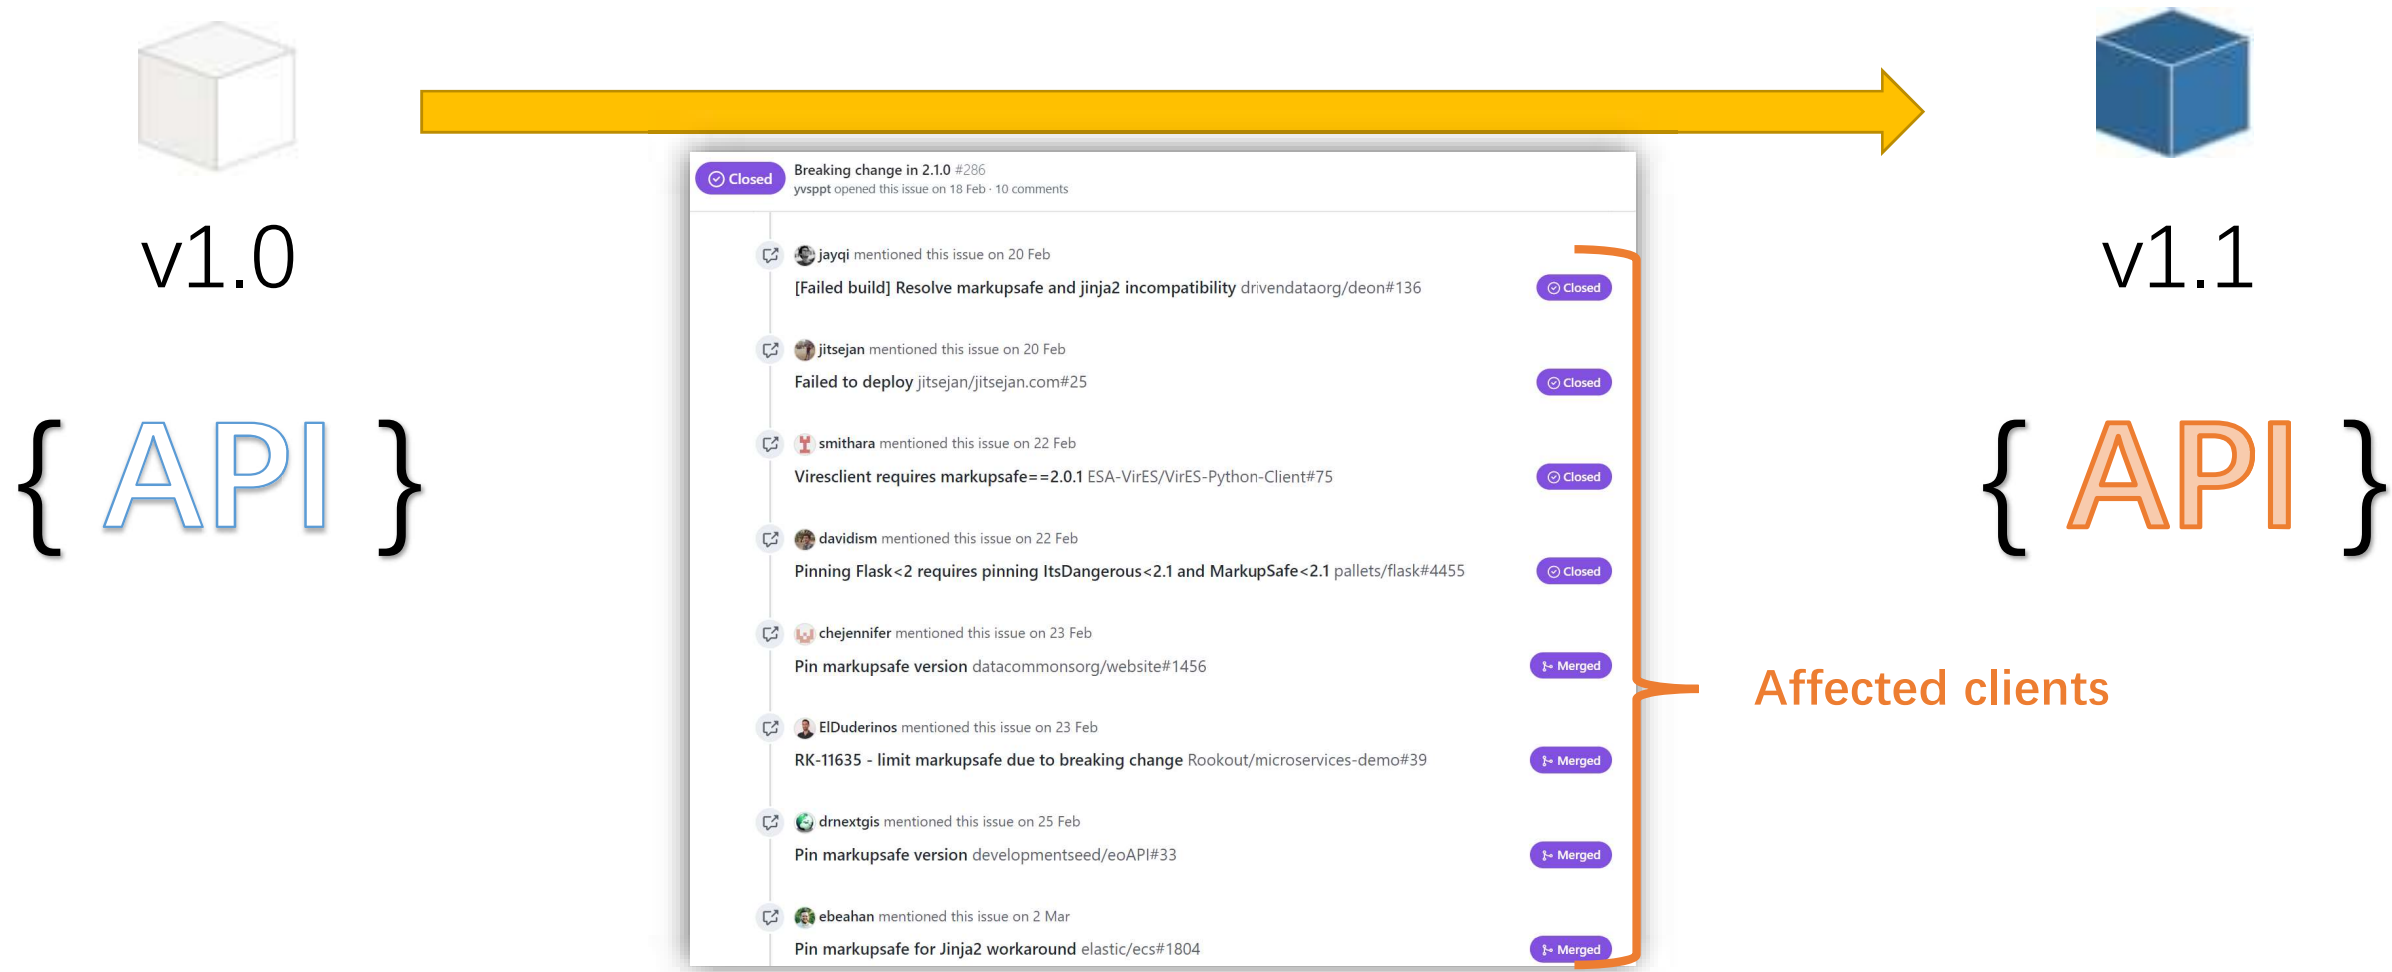 v1.0
{ API }
Closed
Breaking change in 2.1.0 #286
yvsppt opened this issue on 18 Feb · 10 comments
jayqi mentioned this issue on 20 Feb
[Failed build] Resolve markupsafe and jinja2 incompatibility drivendataorg/deon#136
Closed
jitsejan mentioned this issue on 20 Feb
Failed to deploy jitsejan/jitsejan.com#25
Closed
smithara mentioned this issue on 22 Feb
Viresclient requires markupsafe==2.0.1 ESA-VirES/VirES-Python-Client#75
Closed
davidism mentioned this issue on 22 Feb
Pinning Flask<2 requires pinning ItsDangerous<2.1 and MarkupSafe<2.1 pallets/flask#4455
Closed
chejennifer mentioned this issue on 23 Feb
Pin markupsafe version datacommonsorg/website#1456
Merged
ElDuderinos mentioned this issue on 23 Feb
RK-11635 - limit markupsafe due to breaking change Rookout/microservices-demo#39
Merged
drnextgis mentioned this issue on 25 Feb
Pin markupsafe version developmentseed/eoAPI#33
Merged
ebeahan mentioned this issue on 2 Mar
Pin markupsafe for Jinja2 workaround elastic/ecs#1804
Merged
Affected clients
v1.1
{ API }